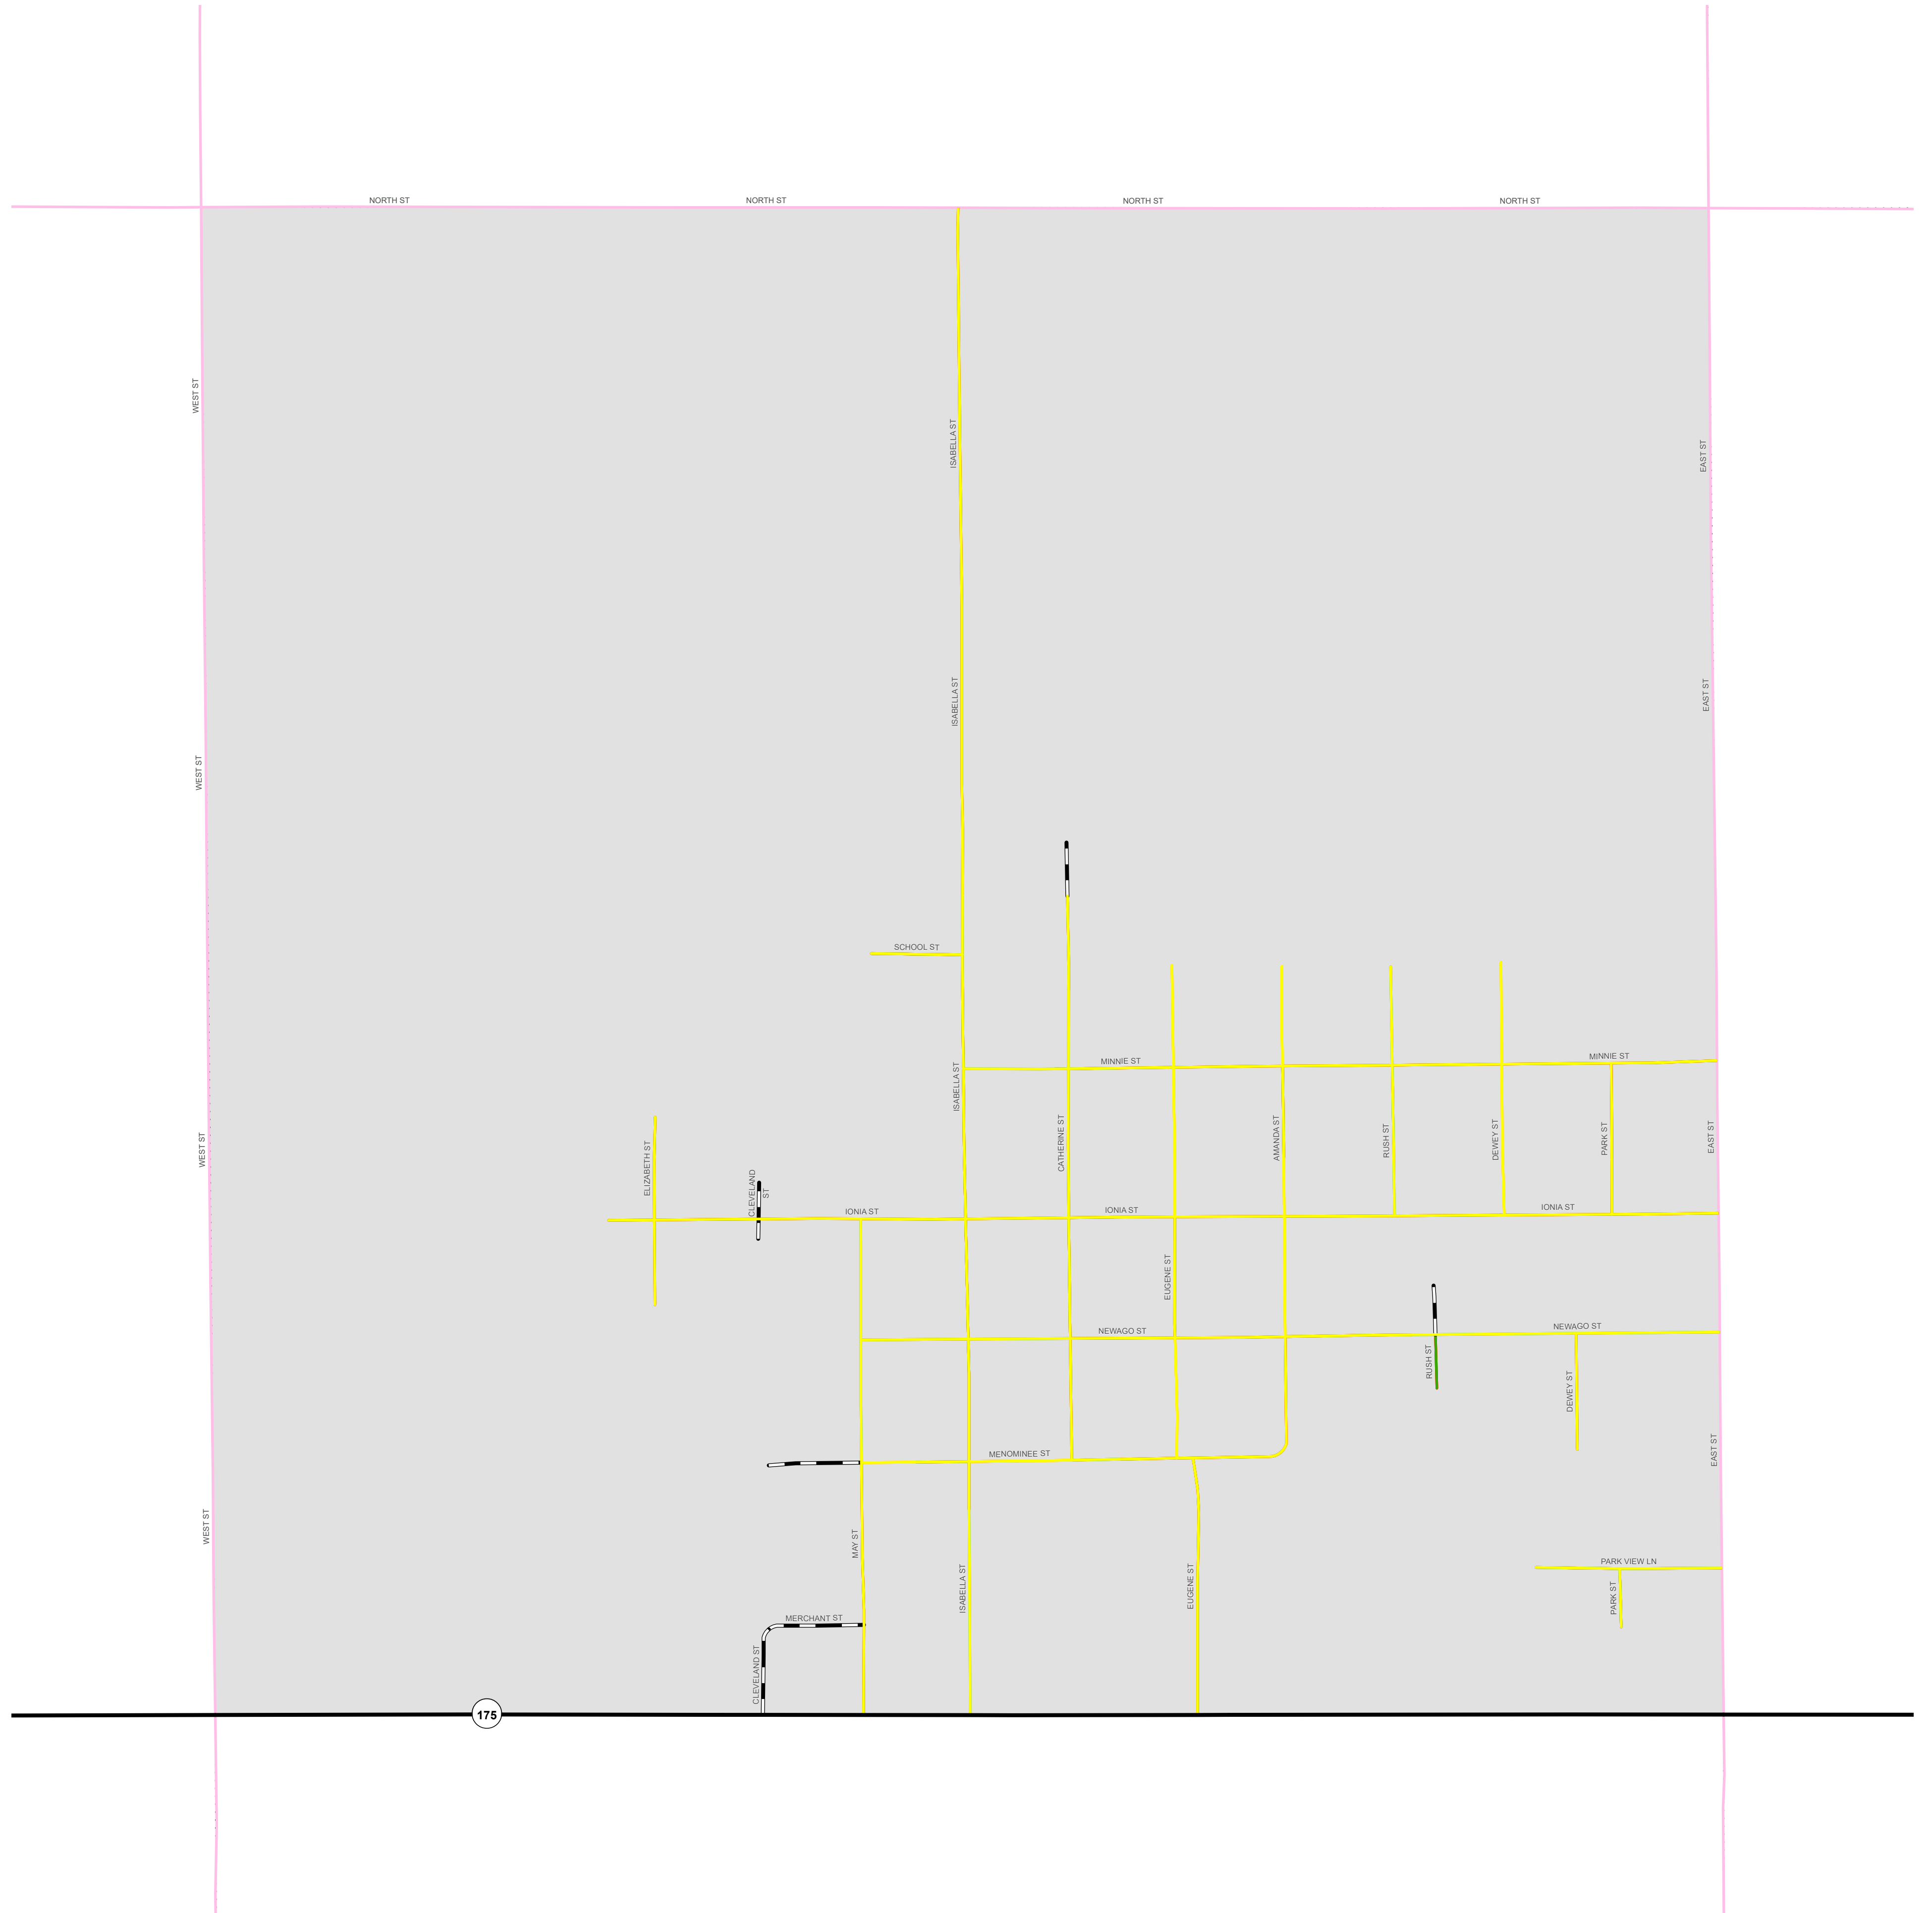 NORTH ST
NORTH ST
NORTH ST
NORTH ST
WEST ST
ISABELLA ST
EAST ST
ISABELLA ST
EAST ST
WEST ST
SCHOOL ST
MINNIE ST
MINNIE ST
ISABELLA ST
WEST ST
ELIZABETH ST
CLEVELAND
ST
CATHERINE ST
AMANDA ST
RUSH ST
DEWEY ST
PARK ST
EAST ST
IONIA ST
IONIA ST
IONIA ST
EUGENE ST
NEWAGO ST
NEWAGO ST
RUSH ST
DEWEY ST
MENOMINEE ST
EAST ST
WEST ST
MAY ST
ISABELLA ST
EUGENE ST
PARK VIEW LN
PARK ST
MERCHANT ST
CLEVELAND ST
175